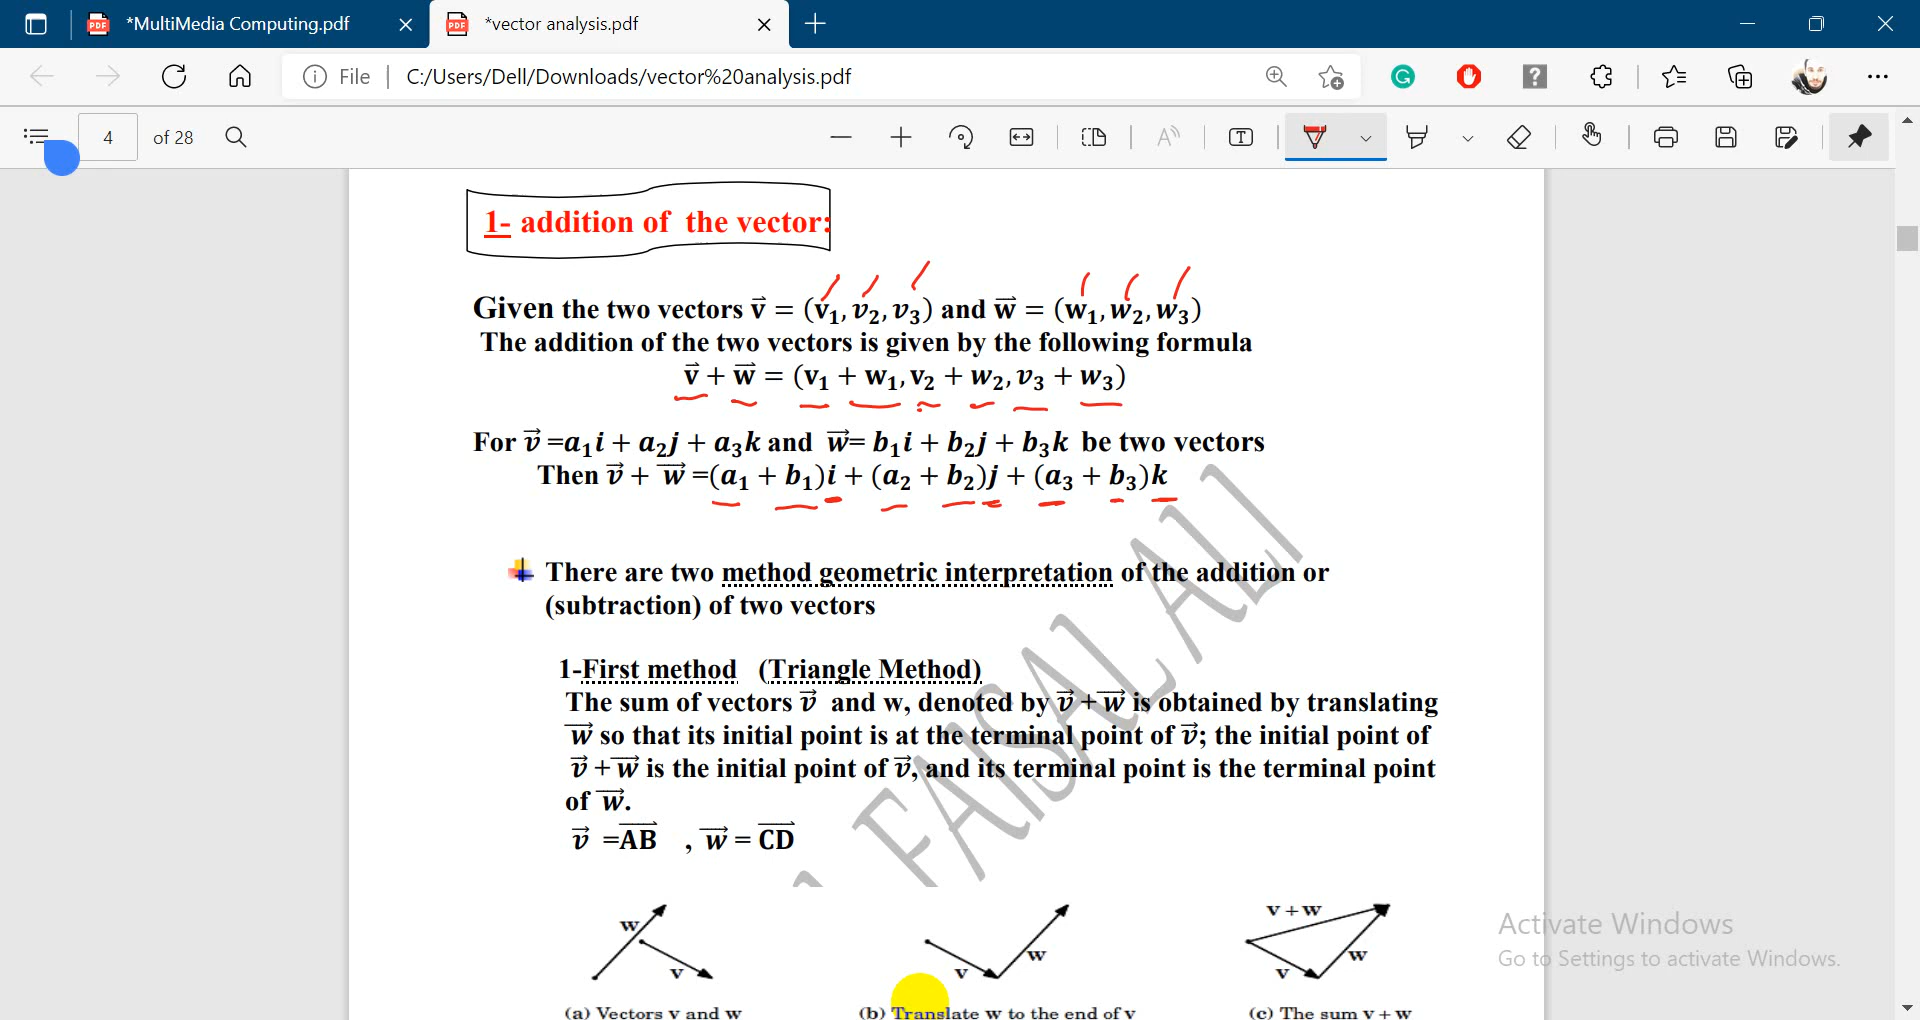 *MultiMedia Computing.pdf
*vector analysis.pdf
File
C:/Users/Dell/Downloads/vector%20analysis.pdf
4 of 28
1- addition of the vector:
Given the two vectors v⃗ = (v₁, v₂, v₃) and w⃗ = (w₁, w₂, w₃)
The addition of the two vectors is given by the following formula
v⃗ + w⃗ = (v₁ + w₁, v₂ + w₂, v₃ + w₃)
For v⃗ =a₁i + a₂j + a₃k and w⃗= b₁i + b₂j + b₃k be two vectors
Then v⃗ + w⃗ =(a₁ + b₁)i + (a₂ + b₂)j + (a₃ + b₃)k
There are two method geometric interpretation of the addition or
(subtraction) of two vectors
1-First method (Triangle Method)
The sum of vectors v⃗ and w, denoted by v⃗ + w⃗ is obtained by translating
w⃗ so that its initial point is at the terminal point of v⃗; the initial point of
v⃗ + w⃗ is the initial point of v⃗, and its terminal point is the terminal point
of w⃗.
v⃗ =A͞B⃗ , w⃗ = C͞D⃗
FAISAL ALI
w
v
v
w
v+w
v
w
(a) Vectors v and w
(b) Translate w to the end of v
(c) The sum v + w
Activate Windows
Go to Settings to activate Windows.